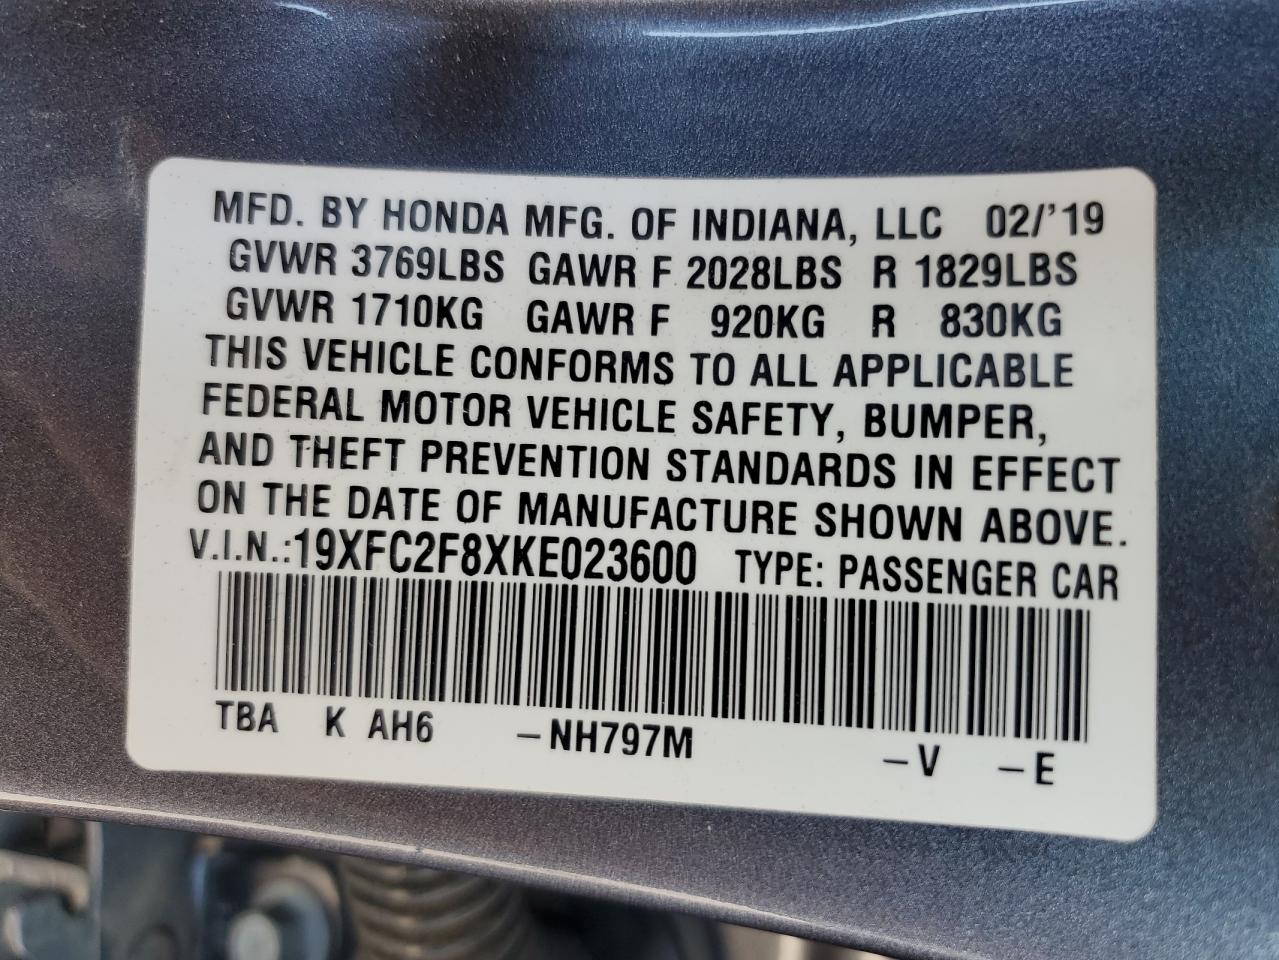 MFD. BY HONDA MFG. OF INDIANA, LLC 02/'19
GVWR 3769LBS GAWR F 2028LBS R 1829LBS
GVWR 1710KG GAWR F 920KG R 830KG
THIS VEHICLE CONFORMS TO ALL APPLICABLE
FEDERAL MOTOR VEHICLE SAFETY, BUMPER,
AND THEFT PREVENTION STANDARDS IN EFFECT
ON THE DATE OF MANUFACTURE SHOWN ABOVE.
V.I.N.:19XFC2F8XKE023600 TYPE: PASSENGER CAR
TBA K AH6 -NH797M -V -E